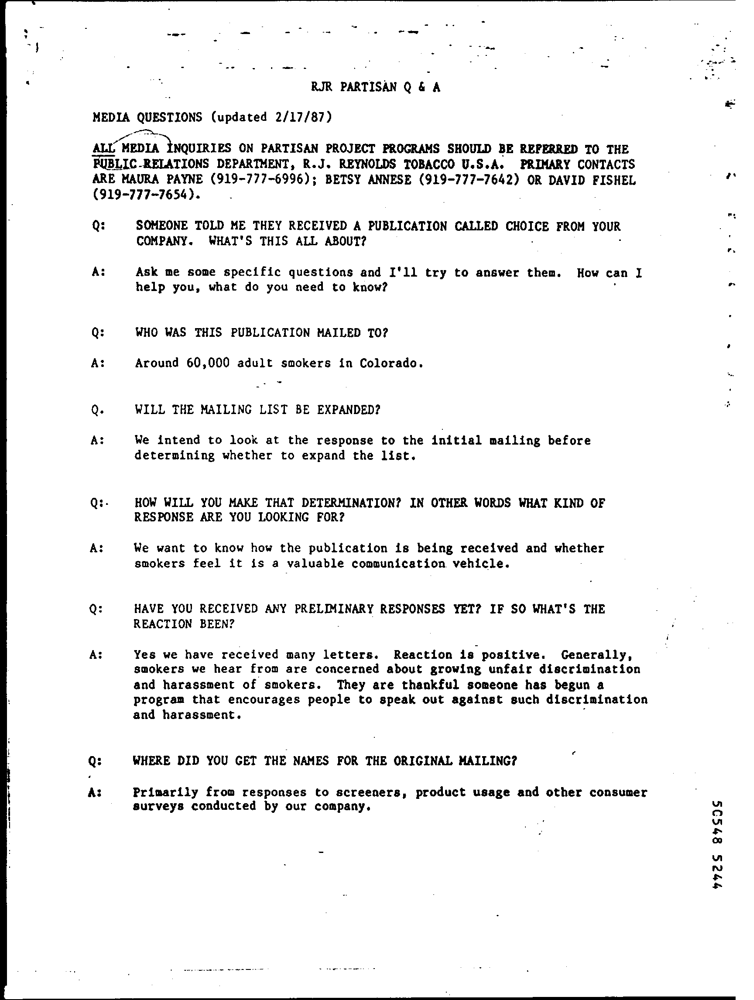 RJR PARTISAN Q & A
MEDIA QUESTIONS (updated 2/17/87)
ALL MEDIA INQUIRIES ON PARTISAN PROJECT PROGRAMS SHOULD BE REFERRED TO THE
PUBLIC RELATIONS DEPARTMENT, R.J. REYNOLDS TOBACCO U.S.A. PRIMARY CONTACTS
ARE MAURA PAYNE (919-777-6996); BETSY ANNESE (919-777-7642) OR DAVID FISHEL
(919-777-7654).
Q: SOMEONE TOLD ME THEY RECEIVED A PUBLICATION CALLED CHOICE FROM YOUR
COMPANY. WHAT'S THIS ALL ABOUT?
A: Ask me some specific questions and I'll try to answer them. How can I
help you, what do you need to know?
Q: WHO WAS THIS PUBLICATION MAILED TO?
A: Around 60,000 adult smokers in Colorado.
Q. WILL THE MAILING LIST BE EXPANDED?
A: We intend to look at the response to the initial mailing before
determining whether to expand the list.
Q: HOW WILL YOU MAKE THAT DETERMINATION? IN OTHER WORDS WHAT KIND OF
RESPONSE ARE YOU LOOKING FOR?
A: We want to know how the publication is being received and whether
smokers feel it is a valuable communication vehicle.
Q: HAVE YOU RECEIVED ANY PRELIMINARY RESPONSES YET? IF SO WHAT'S THE
REACTION BEEN?
A: Yes we have received many letters. Reaction is positive. Generally,
smokers we hear from are concerned about growing unfair discrimination
and harassment of smokers. They are thankful someone has begun a
program that encourages people to speak out against such discrimination
and harassment.
Q: WHERE DID YOU GET THE NAMES FOR THE ORIGINAL MAILING?
A: Primarily from responses to screeners, product usage and other consumer
surveys conducted by our company.
50548 5244